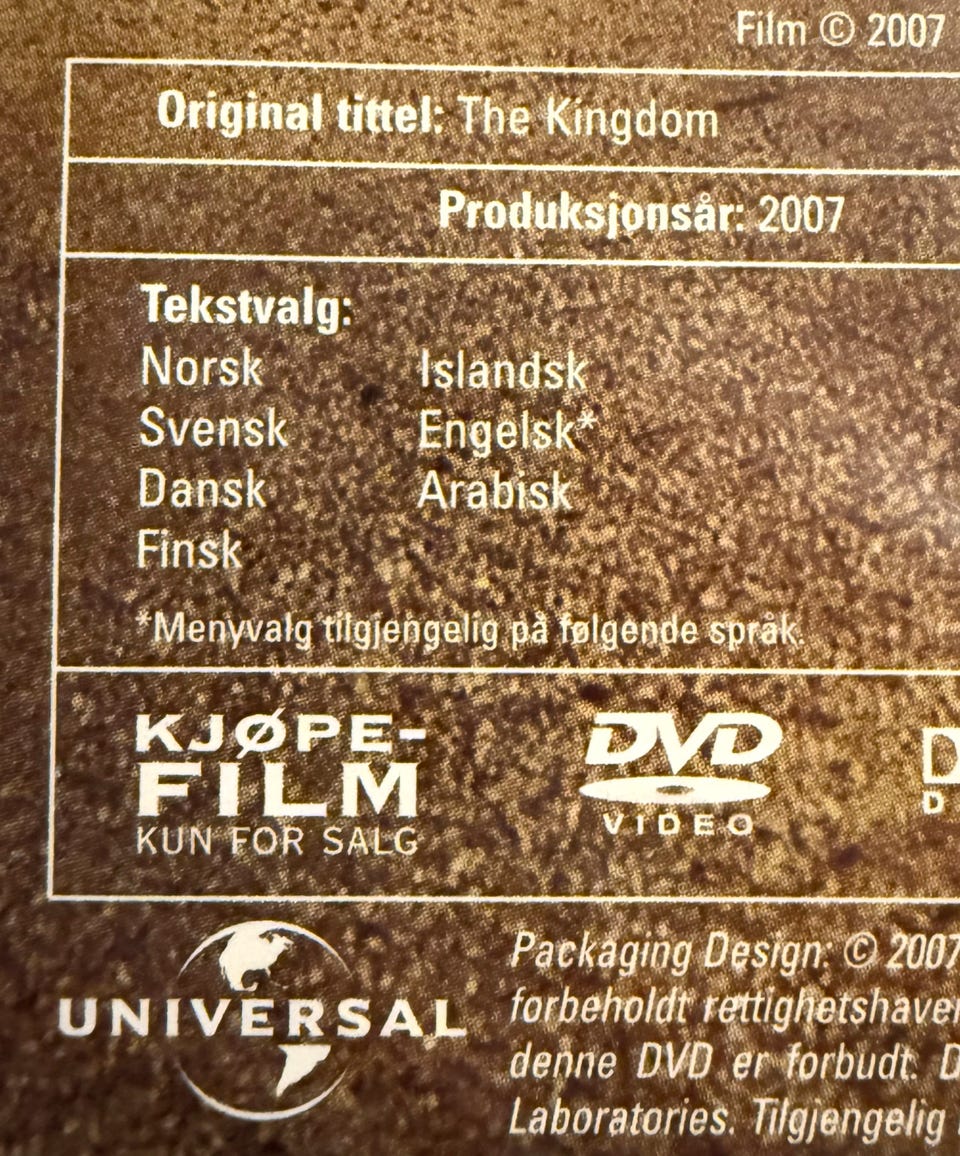 Film © 2007
Original tittel: The Kingdom
Produksjonsår: 2007
Tekstvalg:
Norsk Islandsk
Svensk Engelsk*
Dansk Arabisk
Finsk
*Menyvalg tilgjengelig på følgende språk.
KJØPE-
FILM
KUN FOR SALG
DVD
VIDEO
D
D
UNIVERSAL
Packaging Design: © 2007
forbeholdt rettighetshaver
denne DVD er forbudt. D
Laboratories. Tilgjengelig